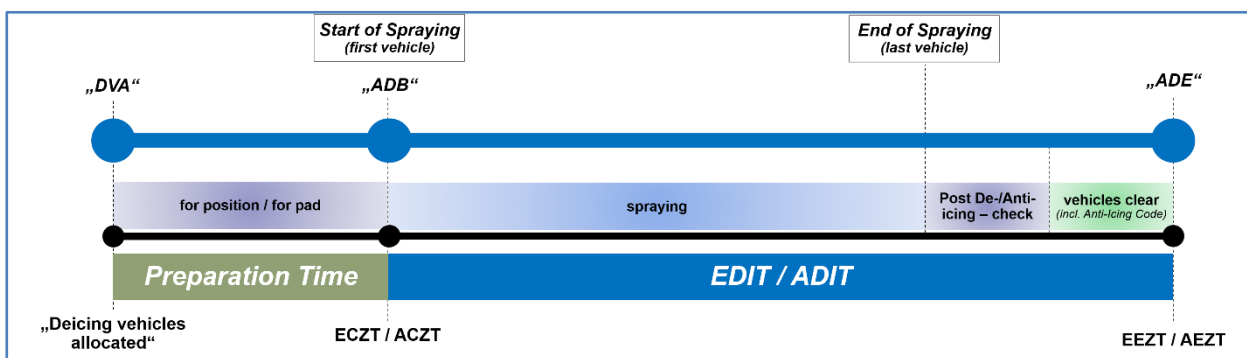 Start of Spraying
(first vehicle)
End of Spraying
(last vehicle)
„DVA“
„ADB“
„ADE“
for position / for pad
spraying
Post De-/Anti-
icing – check
vehicles clear
(incl. Anti-Icing Code)
Preparation Time
EDIT / ADIT
„Deicing vehicles
allocated“
ECZT / ACZT
EEZT / AEZT